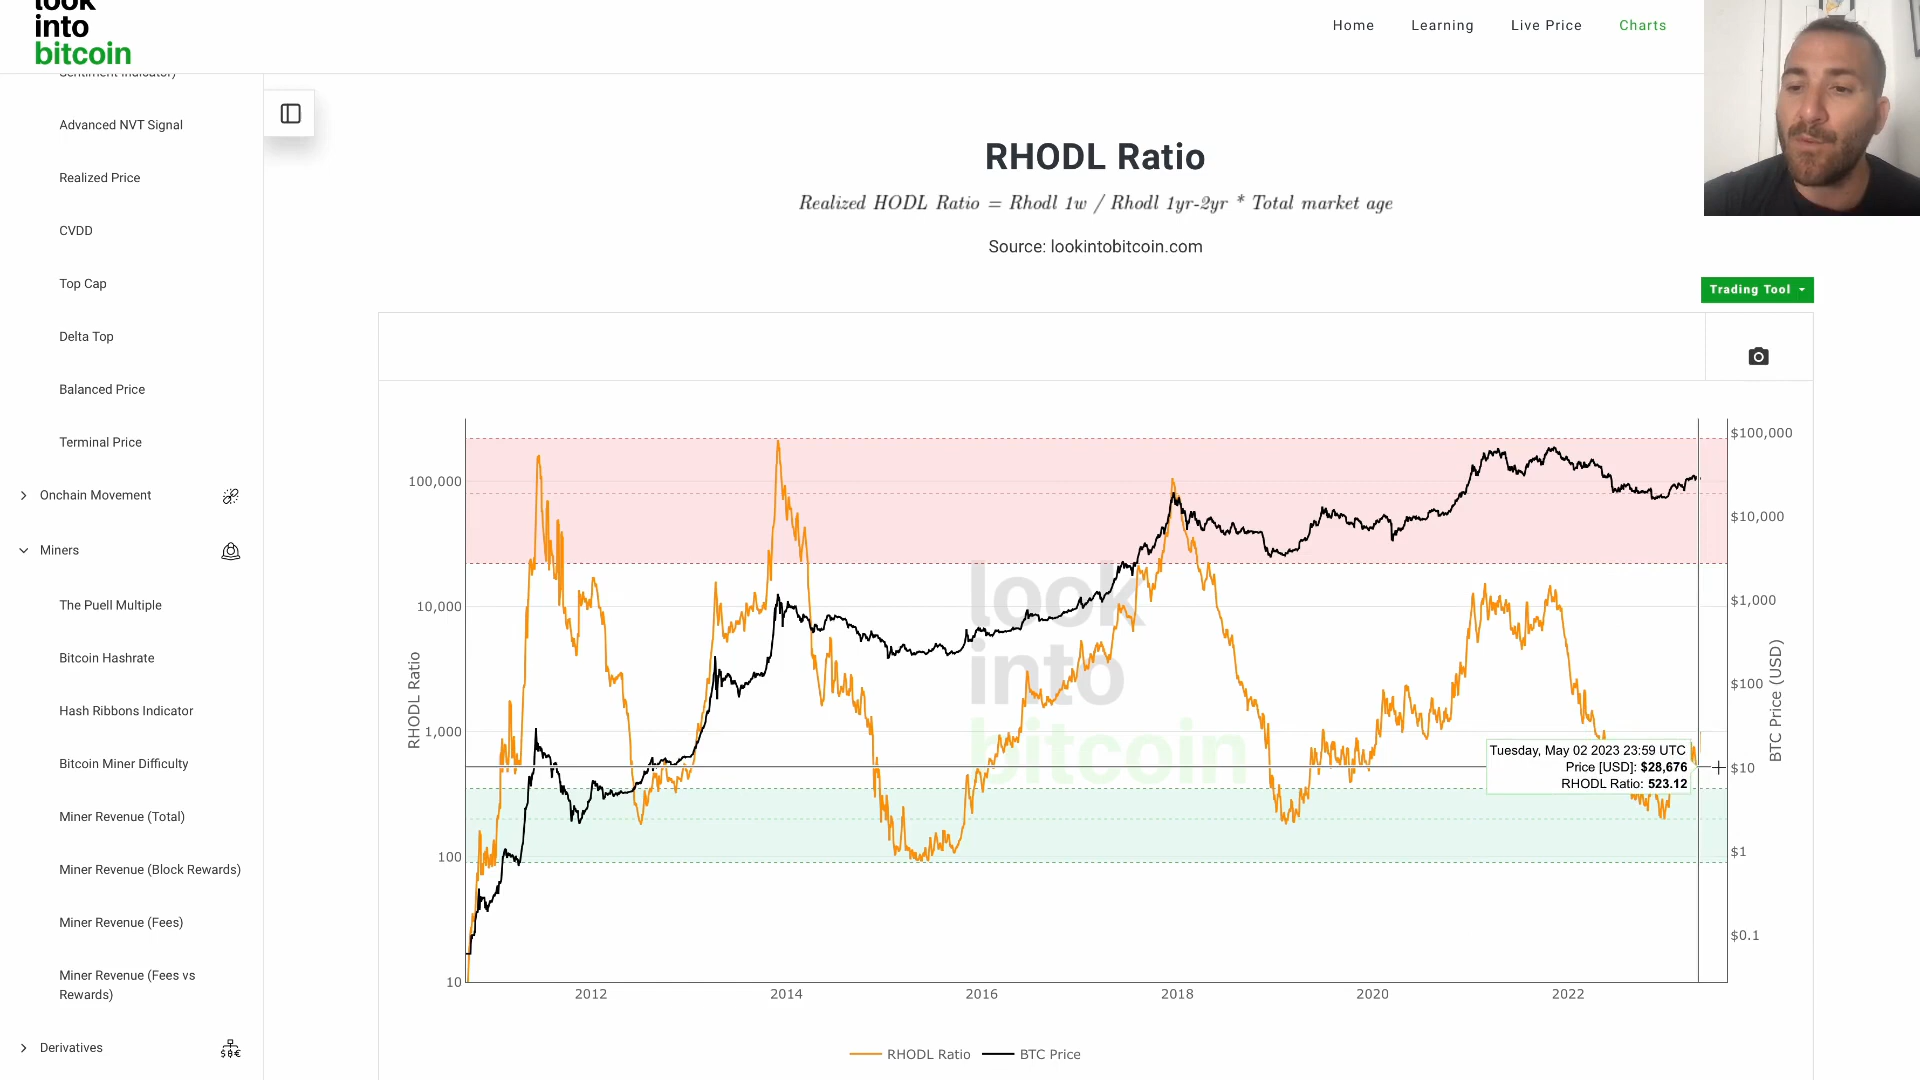 look
into
bitcoin
Home
Learning
Live Price
Charts
Sentiment Indicator)
Advanced NVT Signal
Realized Price
CVDD
Top Cap
Delta Top
Balanced Price
Terminal Price
Onchain Movement
Miners
The Puell Multiple
Bitcoin Hashrate
Hash Ribbons Indicator
Bitcoin Miner Difficulty
Miner Revenue (Total)
Miner Revenue (Block Rewards)
Miner Revenue (Fees)
Miner Revenue (Fees vs
Rewards)
Derivatives
RHODL Ratio
Realized HODL Ratio = Rhodl 1w / Rhodl 1yr-2yr * Total market age
Source: lookintobitcoin.com
Trading Tool
100,000
10,000
1,000
100
10
RHODL Ratio
$100,000
$10,000
$1,000
$100
$10
$1
$0.1
BTC Price (USD)
look
into
bitcoin
Tuesday, May 02 2023 23:59 UTC
Price [USD]: $28,676
RHODL Ratio: 523.12
2012
2014
2016
2018
2020
2022
RHODL Ratio
BTC Price